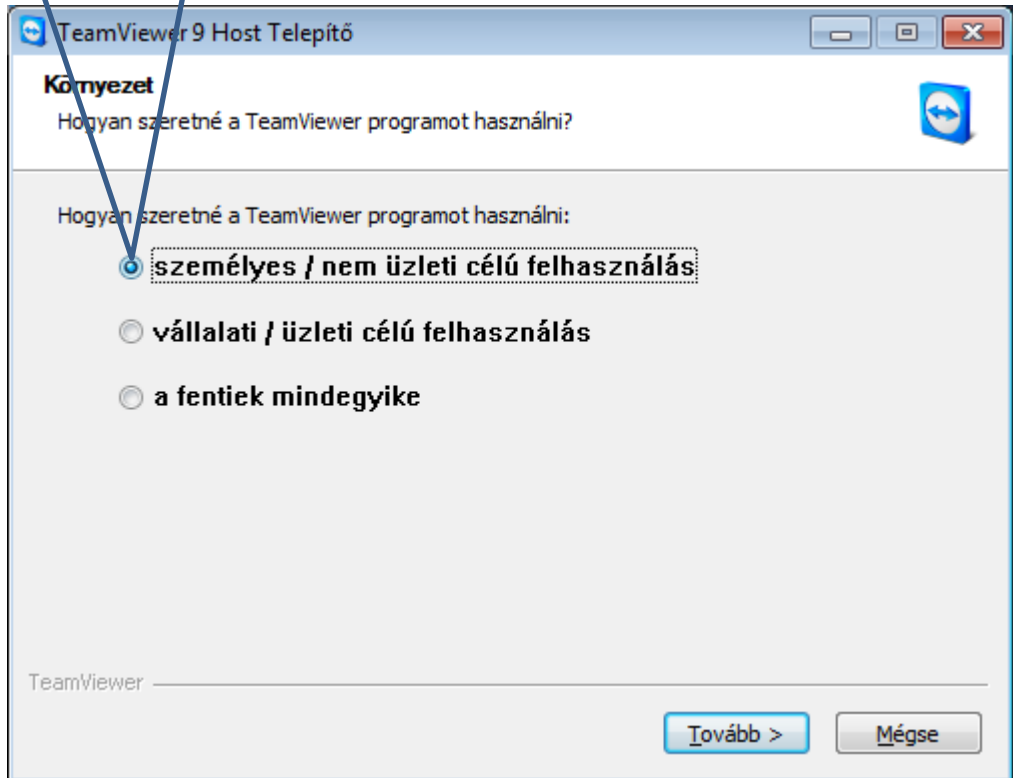 TeamViewer 9 Host Telepítő
Környezet
Hogyan szeretné a TeamViewer programot használni?
Hogyan szeretné a TeamViewer programot használni:
személyes / nem üzleti célú felhasználás
vállalati / üzleti célú felhasználás
a fentiek mindegyike
TeamViewer
Tovább >
Mégse